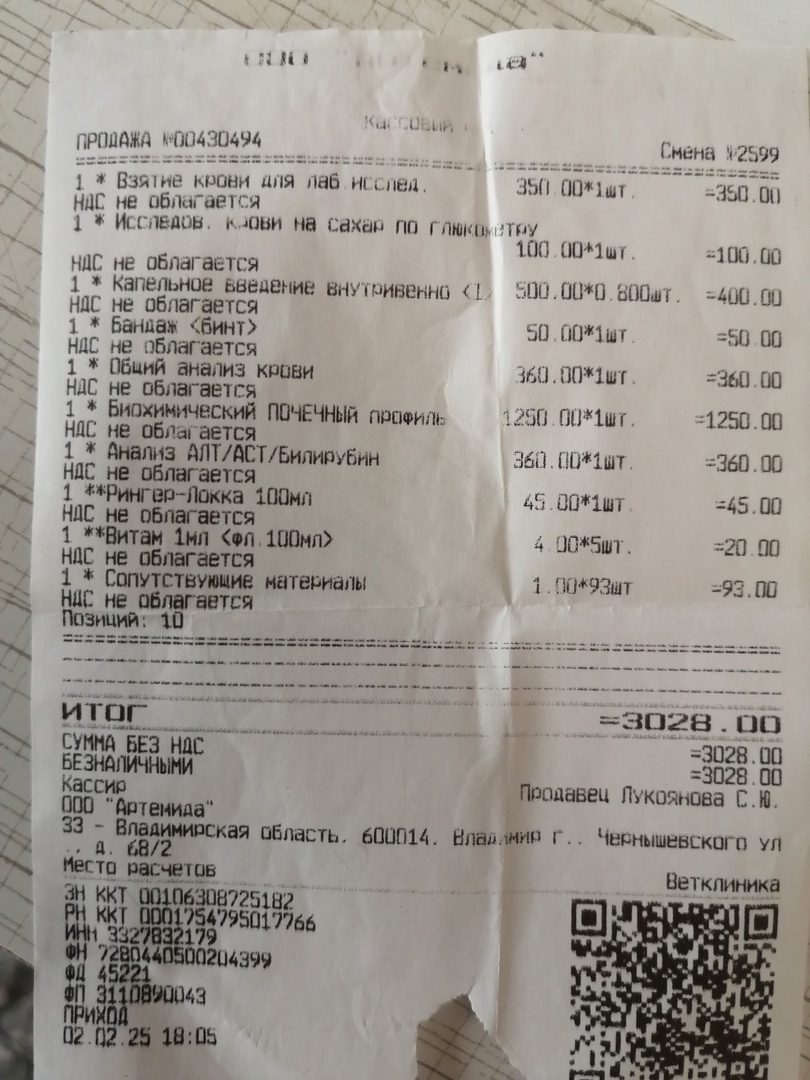 ООО
Кассовый
ПРОДАЖА №00430494
Смена №2599
1 * Взятие крови для лаб.исслед. 350.00*1шт. =350.00
НДС не облагается
1 * Исследов. крови на сахар по глюкометру
100.00*1шт. =100.00
НДС не облагается
1 * Капельное введение внутривенно <1 500.00*0.800шт. =400.00
НДС не облагается
1 * Бандаж <бинт> 50.00*1шт. =50.00
НДС не облагается
1 * Общий анализ крови 360.00*1шт. =360.00
НДС не облагается
1 * Биохимический ПОЧЕЧНЫЙ профиль 1250.00*1шт. =1250.00
НДС не облагается
1 * Анализ АЛТ/АСТ/Билирубин 360.00*1шт. =360.00
НДС не облагается
1 **Рингер-Локка 100мл 45.00*1шт. =45.00
НДС не облагается
1 **Витам 1мл <фл.100мл> 4.00*5шт. =20.00
НДС не облагается
1 * Сопутствующие материалы 1.00*93шт =93.00
НДС не облагается
Позиций: 10
ИТОГ =3028.00
СУММА БЕЗ НДС =3028.00
БЕЗНАЛИЧНЫМИ =3028.00
Кассир Продавец Лукоянова С.Ю.
ООО "Артемида"
33 - Владимирская область, 600014, Владимир г., Чернышевского ул
., д. 68/2
Место расчетов Ветклиника
ЗН ККТ 00106308725182
РН ККТ 0001754795017766
ИНН 3327832179
ФН 7280440500204399
ФД 45221
ФП 3110890043
ПРИХОД
02.02.25 18:05